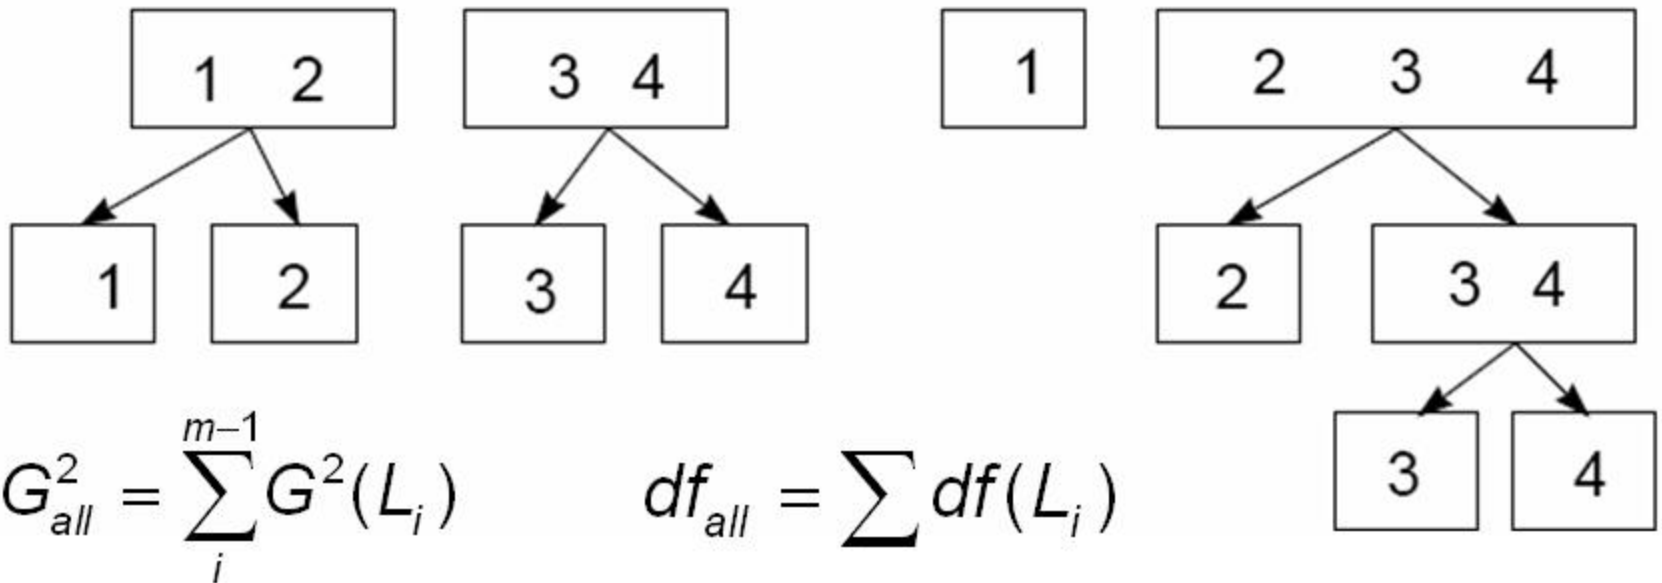 1 2 3 4 1 2 3 4
1 2 3 4 2 3 4
3 4
G²_all = ∑_i^{m−1} G²(L_i) df_all = ∑ df(L_i)